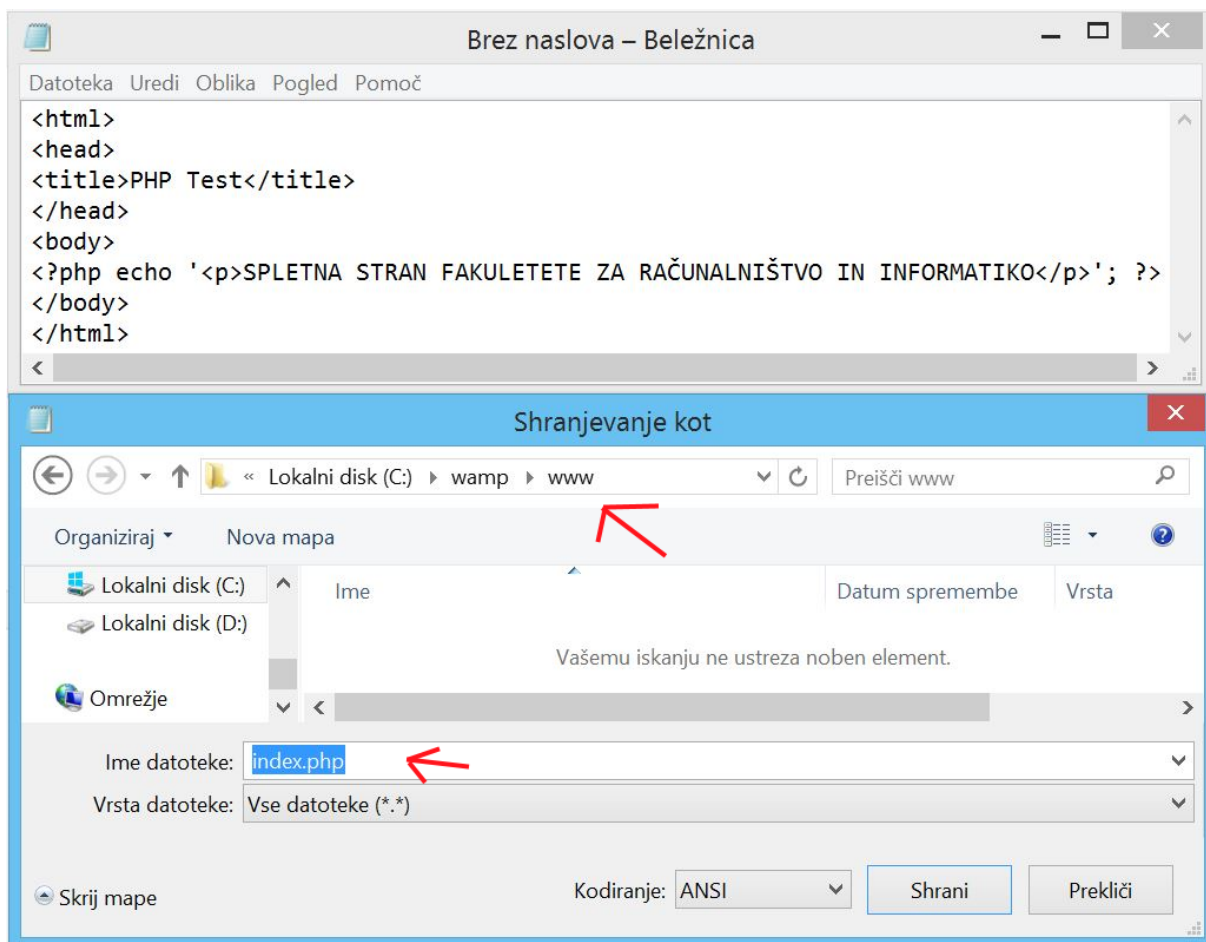 Brez naslova – Beležnica
Datoteka Uredi Oblika Pogled Pomoč
<html>
<head>
<title>PHP Test</title>
</head>
<body>
<?php echo '<p>SPLETNA STRAN FAKULETETE ZA RAČUNALNIŠTVO IN INFORMATIKO</p>'; ?>
</body>
</html>
Shranjevanje kot
« Lokalni disk (C:) wamp www Preišči www
Organiziraj Nova mapa
Lokalni disk (C:) Ime Datum spremembe Vrsta
Lokalni disk (D:)
Vašemu iskanju ne ustreza noben element.
Omrežje
Ime datoteke: index.php
Vrsta datoteke: Vse datoteke (*.*)
Skrij mape Kodiranje: ANSI Shrani Prekliči